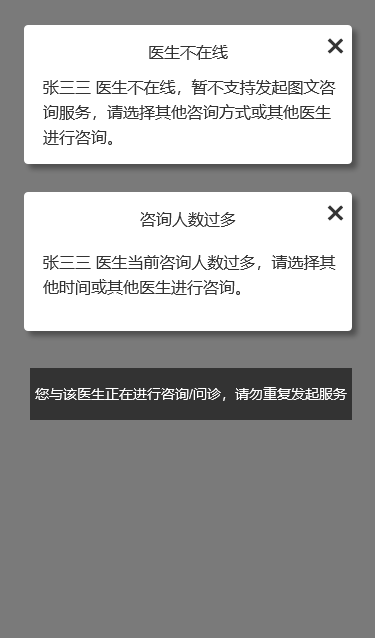 医生不在线
张三三 医生不在线，暂不支持发起图文咨
询服务，请选择其他咨询方式或其他医生
进行咨询。
咨询人数过多
张三三 医生当前咨询人数过多，请选择其
他时间或其他医生进行咨询。
您与该医生正在进行咨询/问诊，请勿重复发起服务